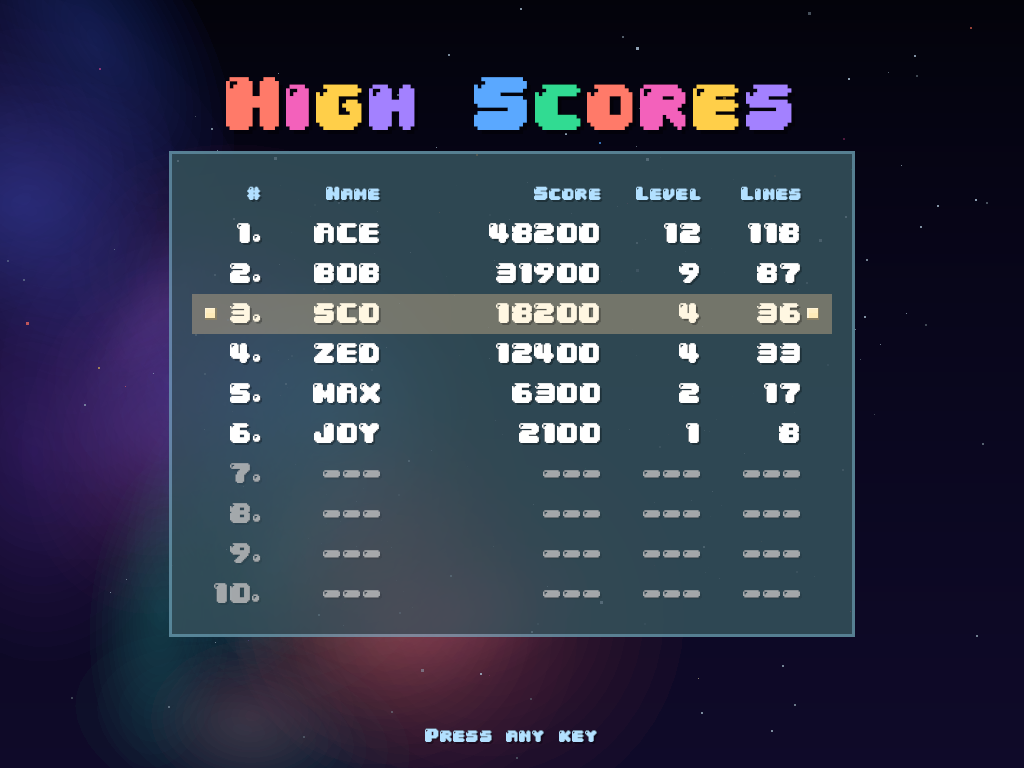 High Scores
# Name Score Level Lines
1. ACE 48200 12 118
2. BOB 31900 9 87
3. SCO 18200 4 36
4. ZED 12400 4 33
5. MAX 6300 2 17
6. JOY 2100 1 8
7. --- --- --- ---
8. --- --- --- ---
9. --- --- --- ---
10. --- --- --- ---
Press any key